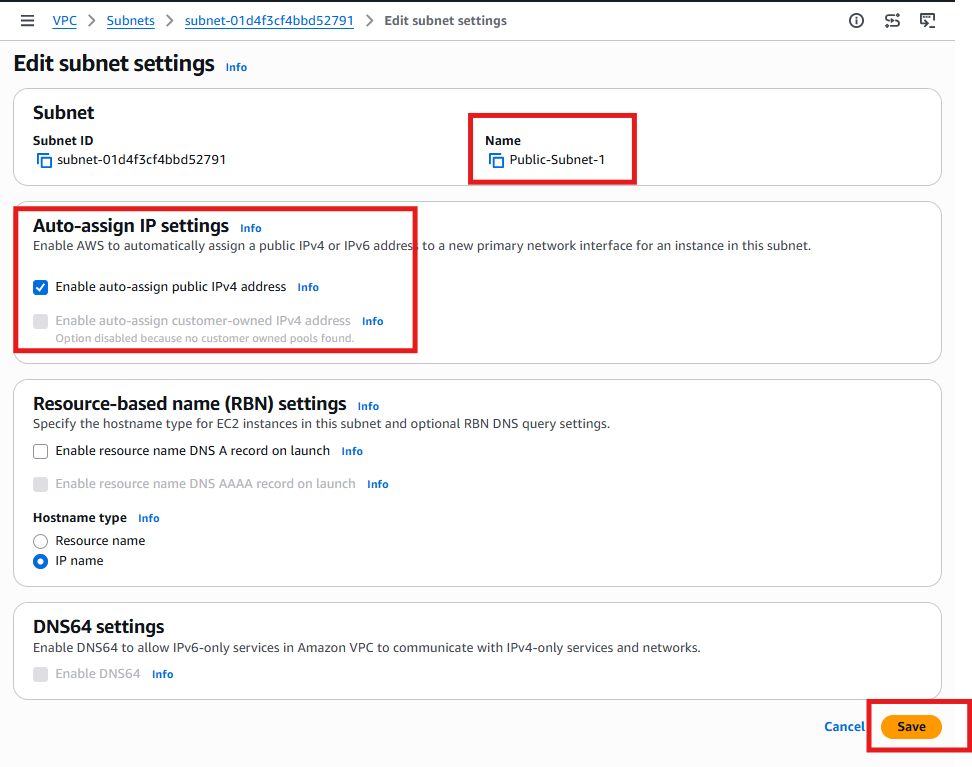 VPC > Subnets > subnet-01d4f3cf4bbd52791 > Edit subnet settings
Edit subnet settings Info
Subnet
Subnet ID
subnet-01d4f3cf4bbd52791
Name
Public-Subnet-1
Auto-assign IP settings Info
Enable AWS to automatically assign a public IPv4 or IPv6 address to a new primary network interface for an instance in this subnet.
Enable auto-assign public IPv4 address Info
Enable auto-assign customer-owned IPv4 address Info
Option disabled because no customer owned pools found.
Resource-based name (RBN) settings Info
Specify the hostname type for EC2 instances in this subnet and optional RBN DNS query settings.
Enable resource name DNS A record on launch Info
Enable resource name DNS AAAA record on launch Info
Hostname type Info
Resource name
IP name
DNS64 settings
Enable DNS64 to allow IPv6-only services in Amazon VPC to communicate with IPv4-only services and networks.
Enable DNS64 Info
Cancel Save